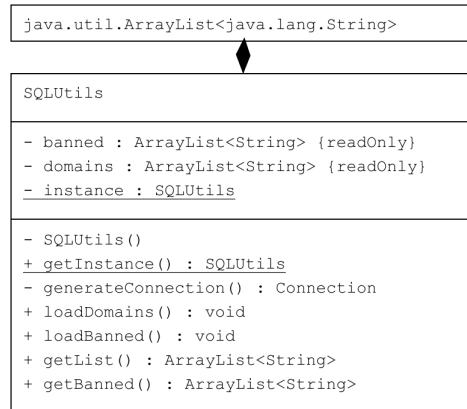 java.util.ArrayList<java.lang.String>
SQLUtils
- banned : ArrayList<String> {readOnly}
- domains : ArrayList<String> {readOnly}
- instance : SQLUtils
- SQLUtils()
+ getInstance() : SQLUtils
- generateConnection() : Connection
+ loadDomains() : void
+ loadBanned() : void
+ getList() : ArrayList<String>
+ getBanned() : ArrayList<String>